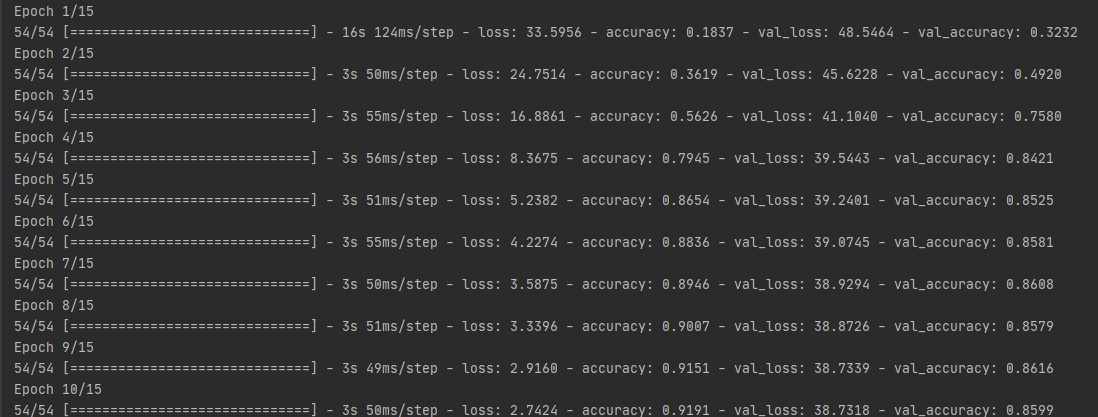 Epoch 1/15
54/54 [==============================] - 16s 124ms/step - loss: 33.5956 - accuracy: 0.1837 - val_loss: 48.5464 - val_accuracy: 0.3232
Epoch 2/15
54/54 [==============================] - 3s 50ms/step - loss: 24.7514 - accuracy: 0.3619 - val_loss: 45.6228 - val_accuracy: 0.4920
Epoch 3/15
54/54 [==============================] - 3s 55ms/step - loss: 16.8861 - accuracy: 0.5626 - val_loss: 41.1040 - val_accuracy: 0.7580
Epoch 4/15
54/54 [==============================] - 3s 56ms/step - loss: 8.3675 - accuracy: 0.7945 - val_loss: 39.5443 - val_accuracy: 0.8421
Epoch 5/15
54/54 [==============================] - 3s 51ms/step - loss: 5.2382 - accuracy: 0.8654 - val_loss: 39.2401 - val_accuracy: 0.8525
Epoch 6/15
54/54 [==============================] - 3s 55ms/step - loss: 4.2274 - accuracy: 0.8836 - val_loss: 39.0745 - val_accuracy: 0.8581
Epoch 7/15
54/54 [==============================] - 3s 50ms/step - loss: 3.5875 - accuracy: 0.8946 - val_loss: 38.9294 - val_accuracy: 0.8608
Epoch 8/15
54/54 [==============================] - 3s 51ms/step - loss: 3.3396 - accuracy: 0.9007 - val_loss: 38.8726 - val_accuracy: 0.8579
Epoch 9/15
54/54 [==============================] - 3s 49ms/step - loss: 2.9160 - accuracy: 0.9151 - val_loss: 38.7339 - val_accuracy: 0.8616
Epoch 10/15
54/54 [==============================] - 3s 50ms/step - loss: 2.7424 - accuracy: 0.9191 - val_loss: 38.7318 - val_accuracy: 0.8599